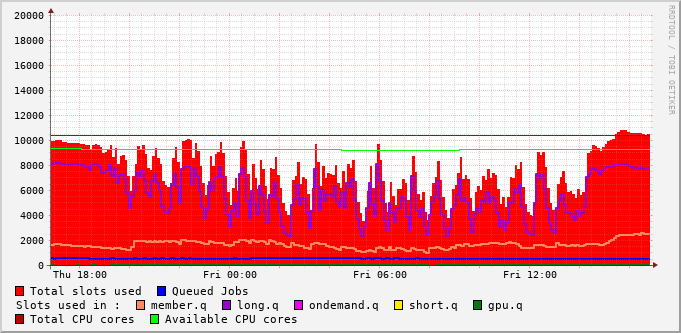 20000
18000
16000
14000
12000
10000
8000
6000
4000
2000
0
Thu 18:00 Fri 00:00 Fri 06:00 Fri 12:00
RRDTOOL / TOBI OETIKER
Total slots used Queued Jobs
Slots used in : member.q long.q ondemand.q short.q gpu.q
Total CPU cores Available CPU cores